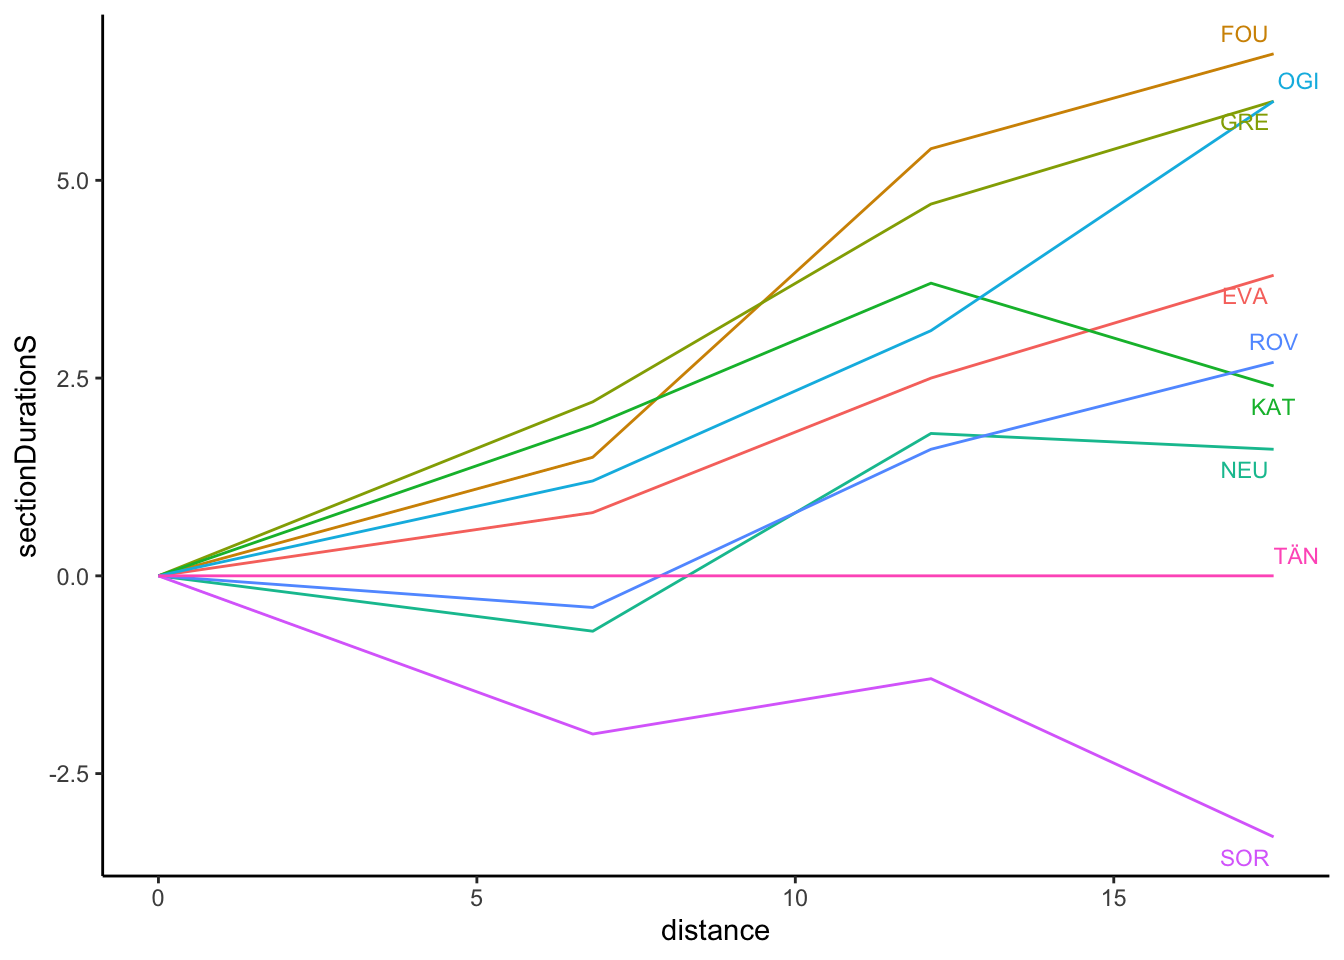 FOU
OGI
GRE
5.0
EVA
ROV
2.5
KAT
NEU
TÄN
0.0
-2.5
SOR
0 5 10 15
distance
sectionDurationS